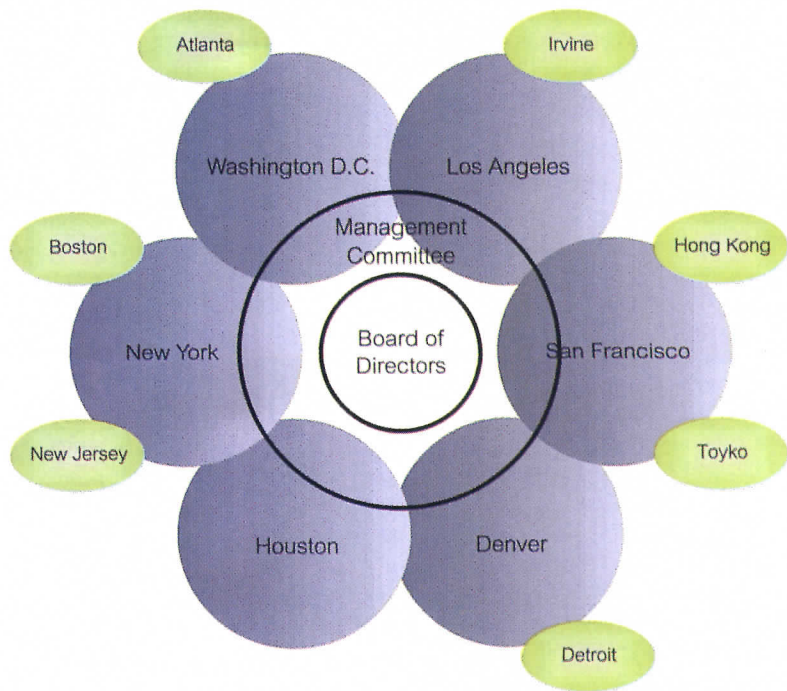 Atlanta
Irvine
Washington D.C.
Los Angeles
Management
Committee
Boston
Hong Kong
Board of
Directors
New York
San Francisco
New Jersey
Toyko
Houston
Denver
Detroit